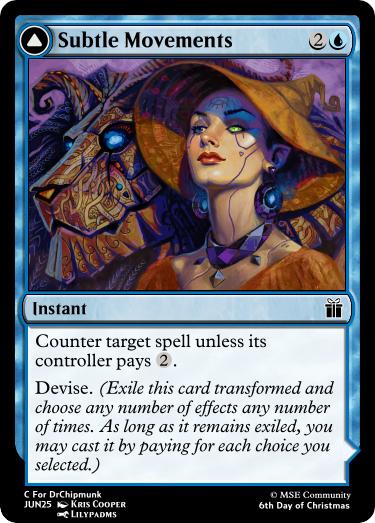 Subtle Movements 2
Instant
Counter target spell unless its
controller pays 2.
Devise. (Exile this card transformed and
choose any number of effects any number
of times. As long as it remains exiled, you
may cast it by paying for each choice you
selected.)
C For DrChipmunk
JUN25 Kris Cooper
Lilypadms
© MSE Community
6th Day of Christmas